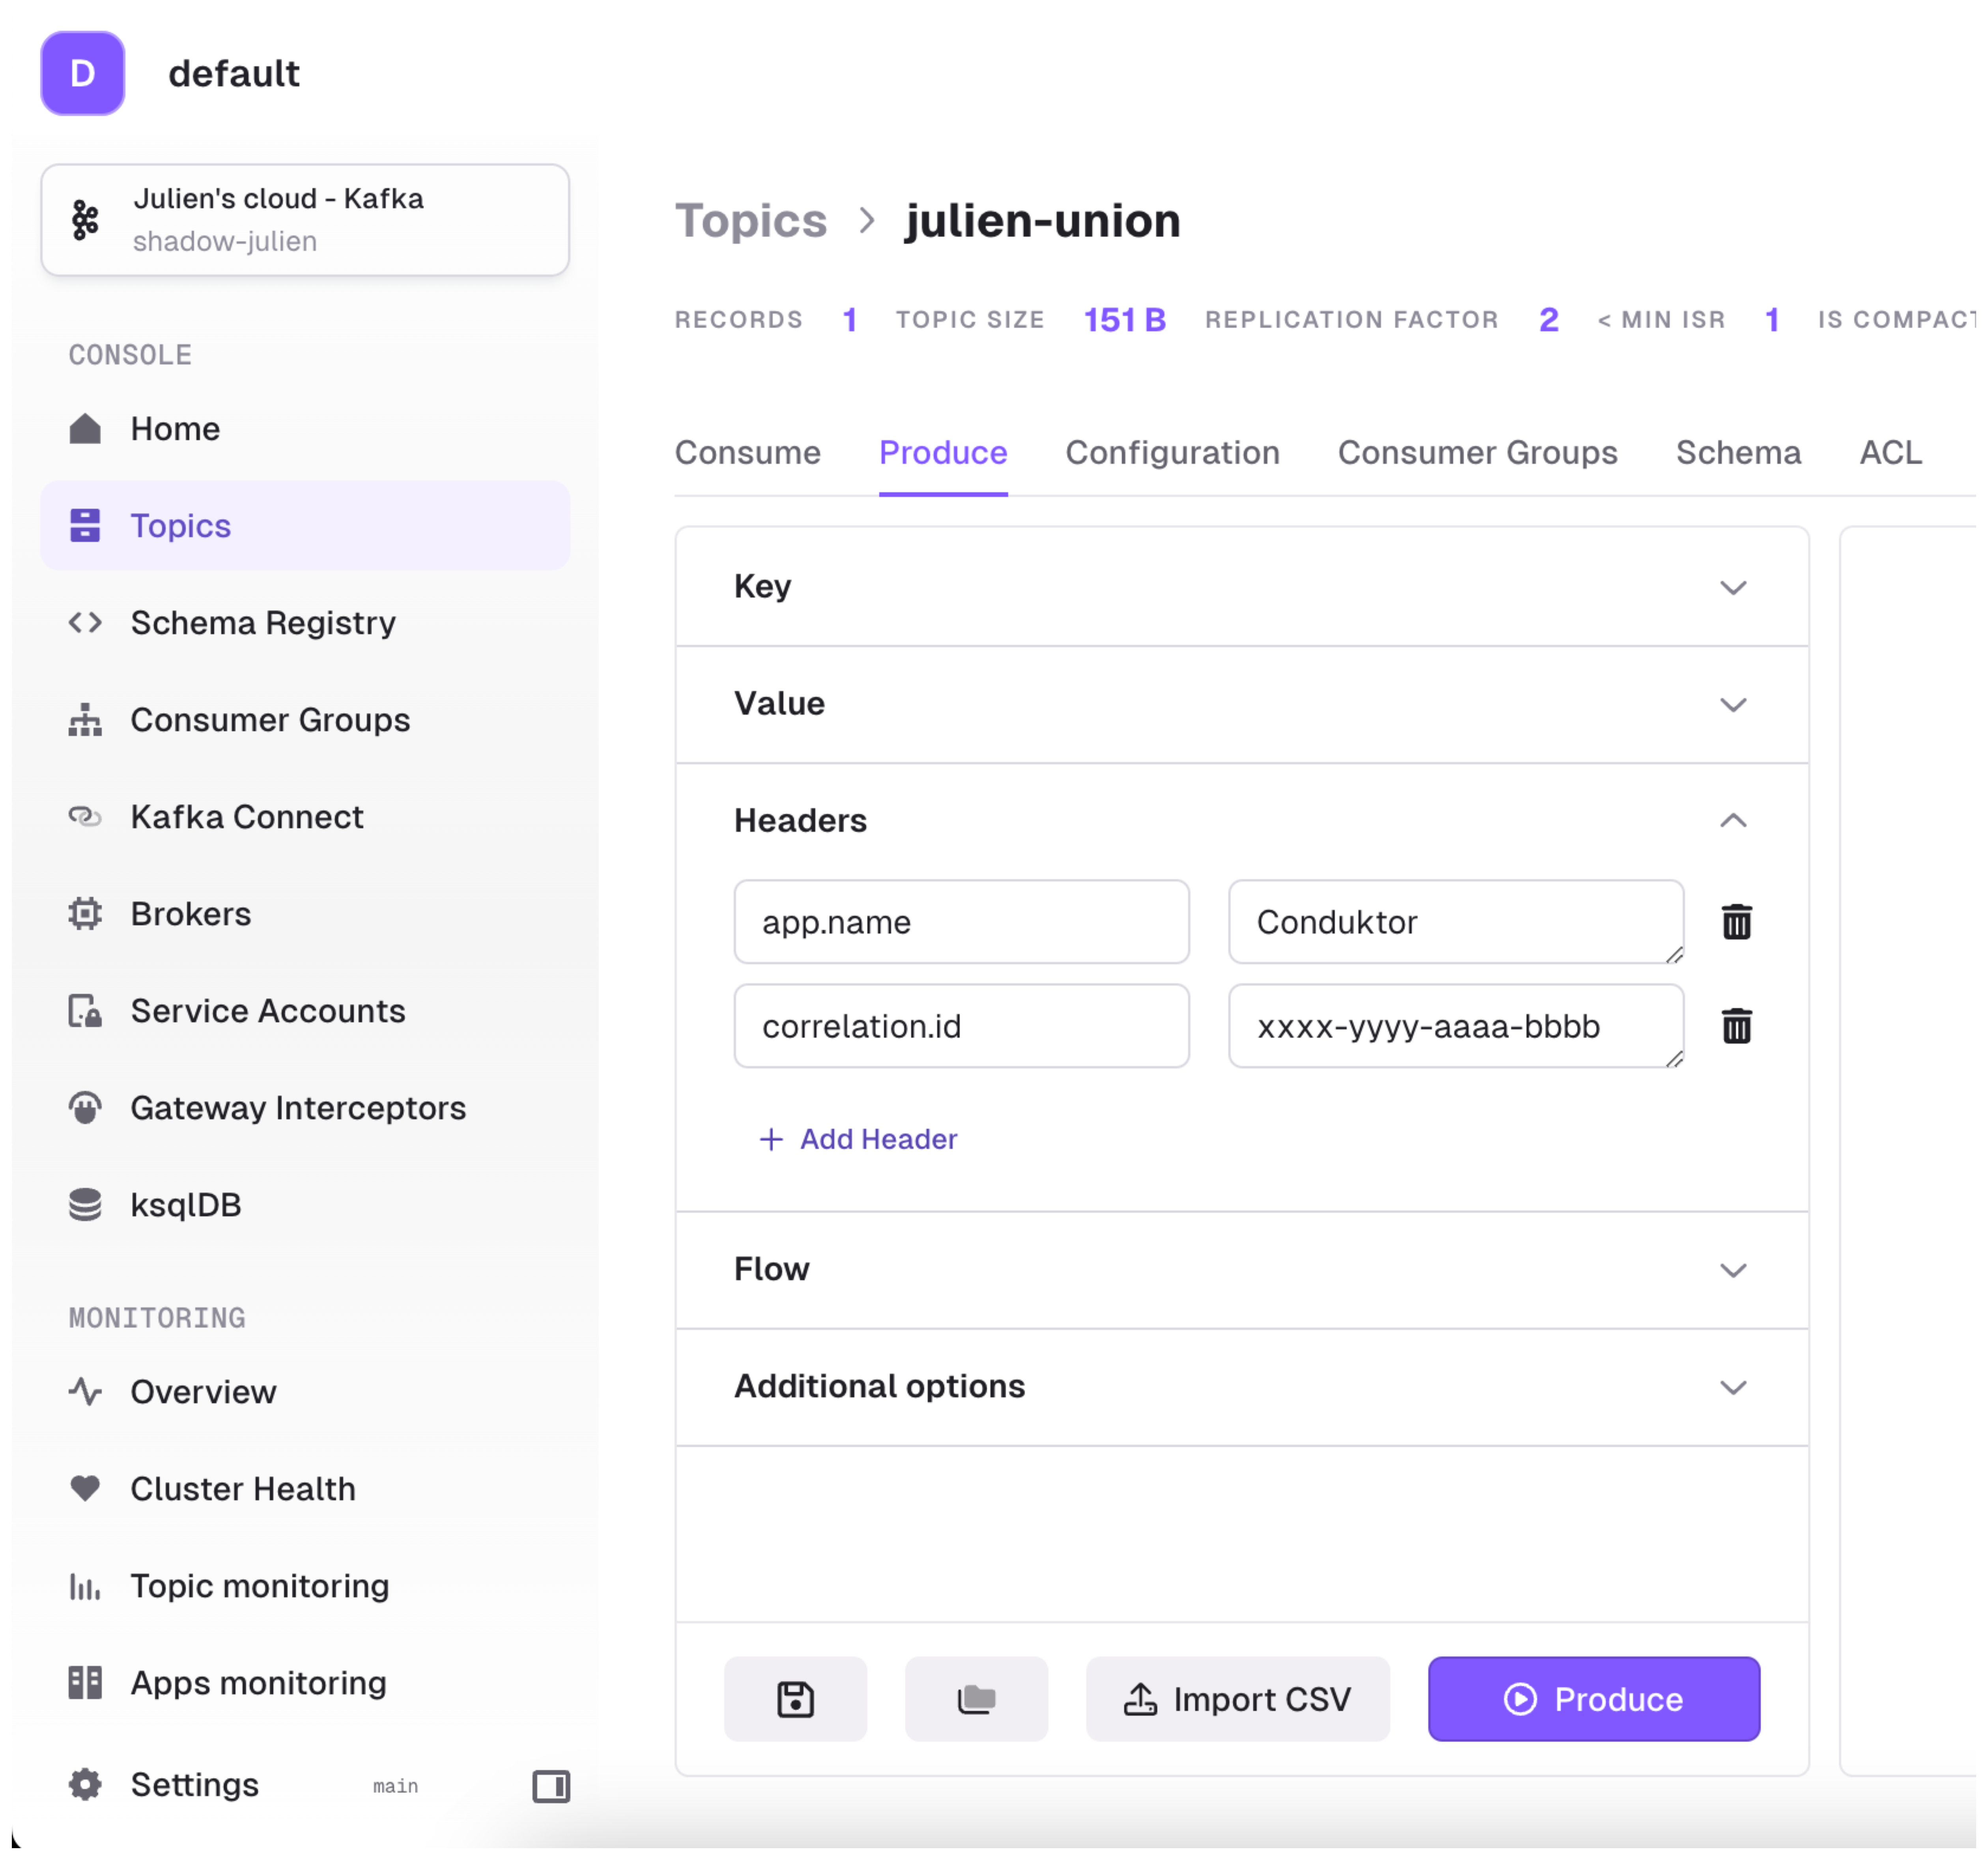 D default
Julien's cloud - Kafka
shadow-julien
CONSOLE
Home
Topics
Schema Registry
Consumer Groups
Kafka Connect
Brokers
Service Accounts
Gateway Interceptors
ksqlDB
MONITORING
Overview
Cluster Health
Topic monitoring
Apps monitoring
Settings main
Topics > julien-union
RECORDS 1 TOPIC SIZE 151 B REPLICATION FACTOR 2 < MIN ISR 1 IS COMPACT
Consume Produce Configuration Consumer Groups Schema ACL
Key
Value
Headers
app.name Conduktor
correlation.id xxxx-yyyy-aaaa-bbbb
+ Add Header
Flow
Additional options
Import CSV Produce